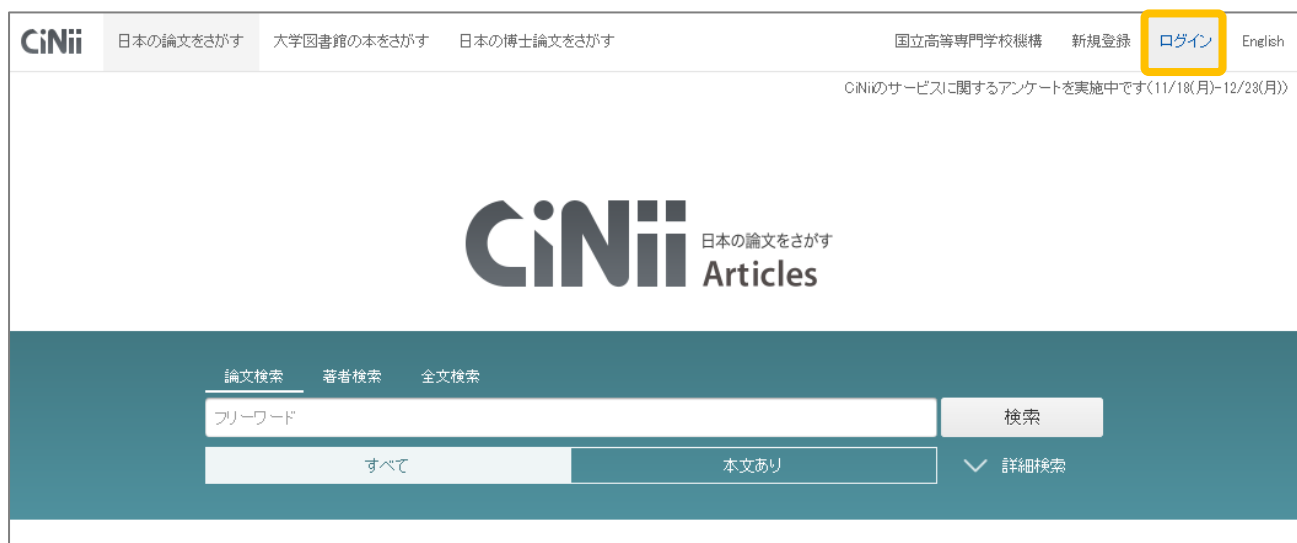 CiNii 日本の論文をさがす 大学図書館の本をさがす 日本の博士論文をさがす 国立高等専門学校機構 新規登録 ログイン English
CiNiiのサービスに関するアンケートを実施中です(11/18(月)-12/23(月))
CiNii 日本の論文をさがす
Articles
論文検索 著者検索 全文検索
フリーワード 検索
すべて 本文あり 詳細検索